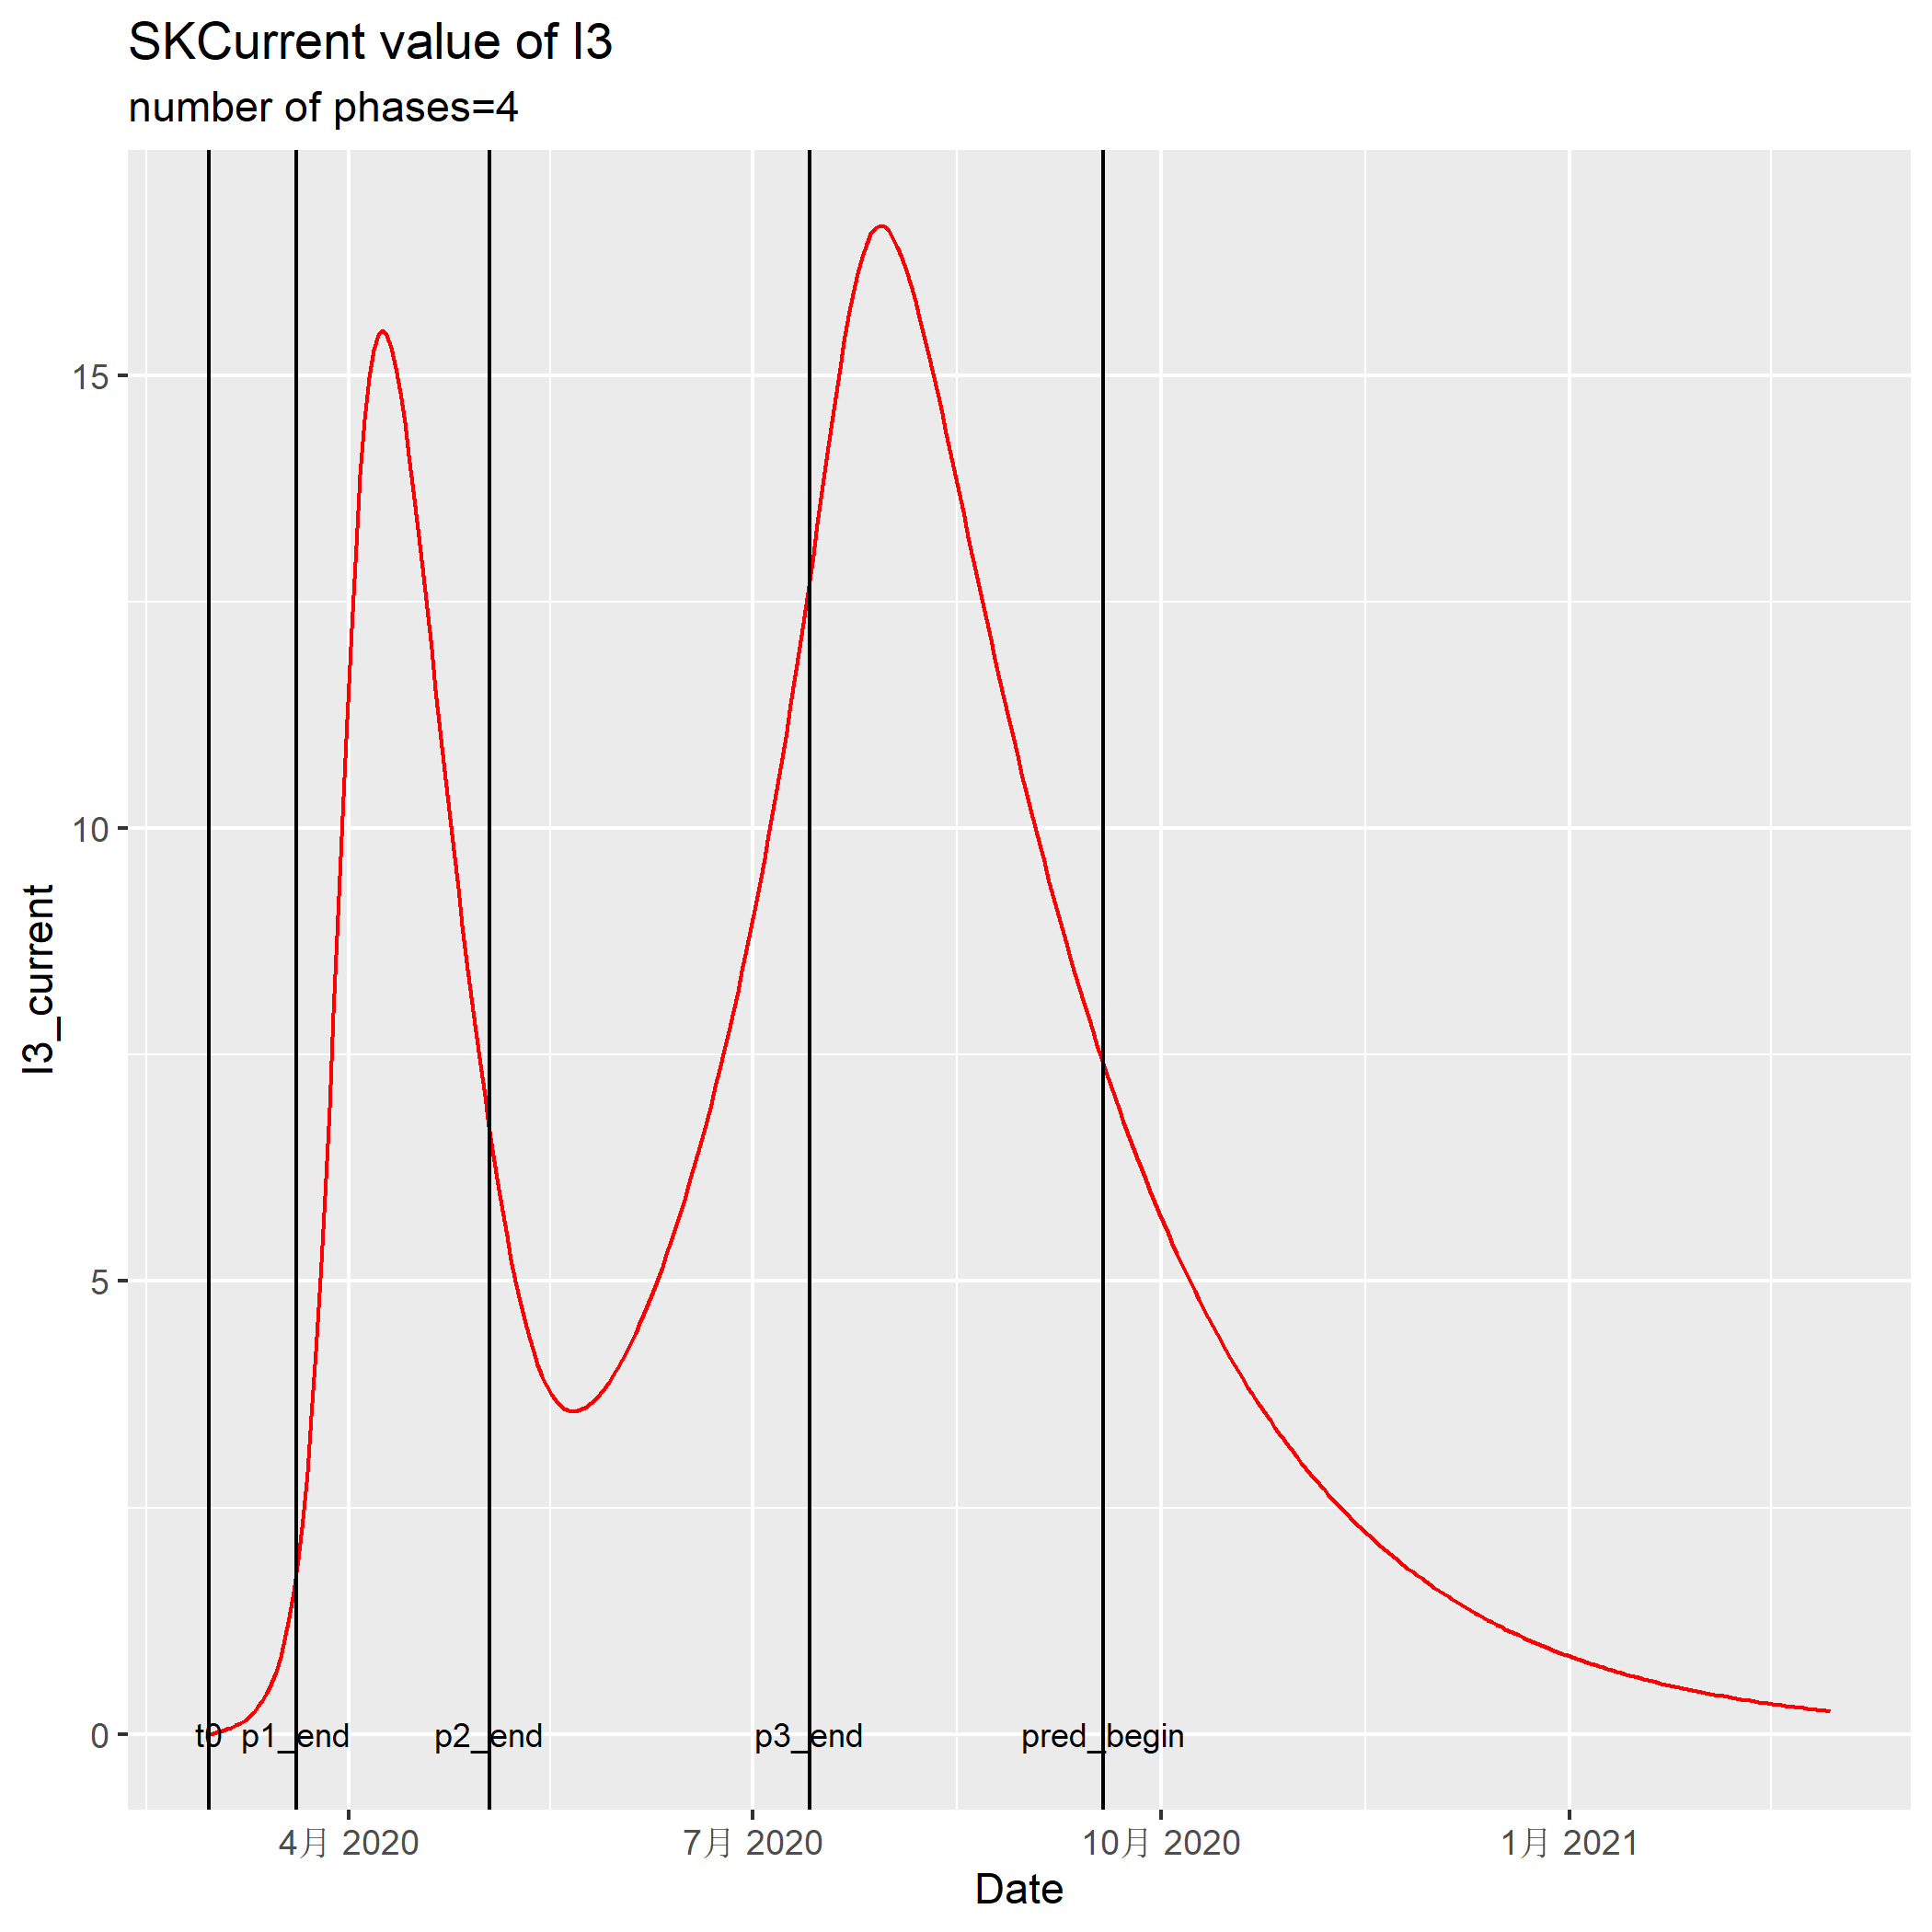 SKCurrent value of I3
number of phases=4
I3_current
15
10
5
0
t0 p1_end p2_end p3_end pred_begin
4月 2020 7月 2020 10月 2020 1月 2021
Date